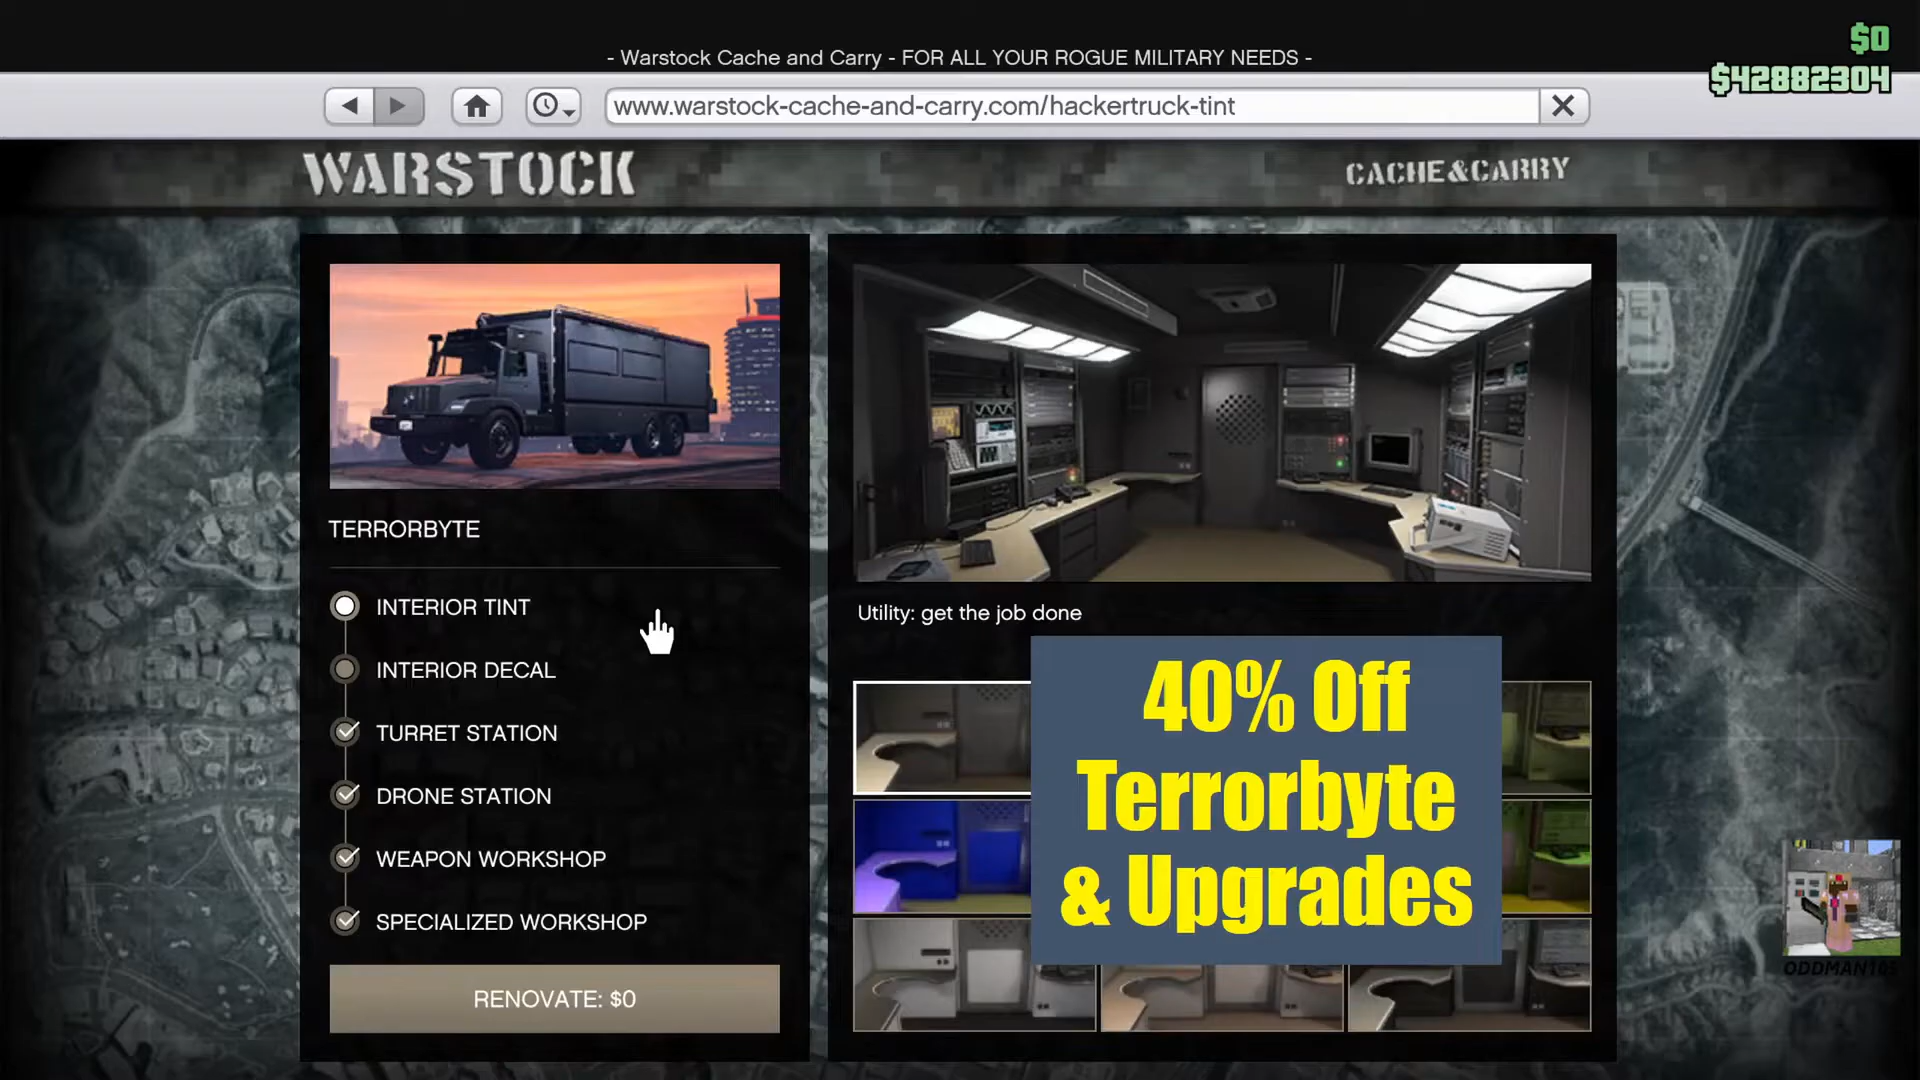 $0
- Warstock Cache and Carry - FOR ALL YOUR ROGUE MILITARY NEEDS -
$42882304
www.warstock-cache-and-carry.com/hackertruck-tint
WARSTOCK
CACHE&CARRY
TERRORBYTE
INTERIOR TINT
INTERIOR DECAL
TURRET STATION
DRONE STATION
WEAPON WORKSHOP
SPECIALIZED WORKSHOP
RENOVATE: $0
Utility: get the job done
40% Off
Terrorbyte
& Upgrades